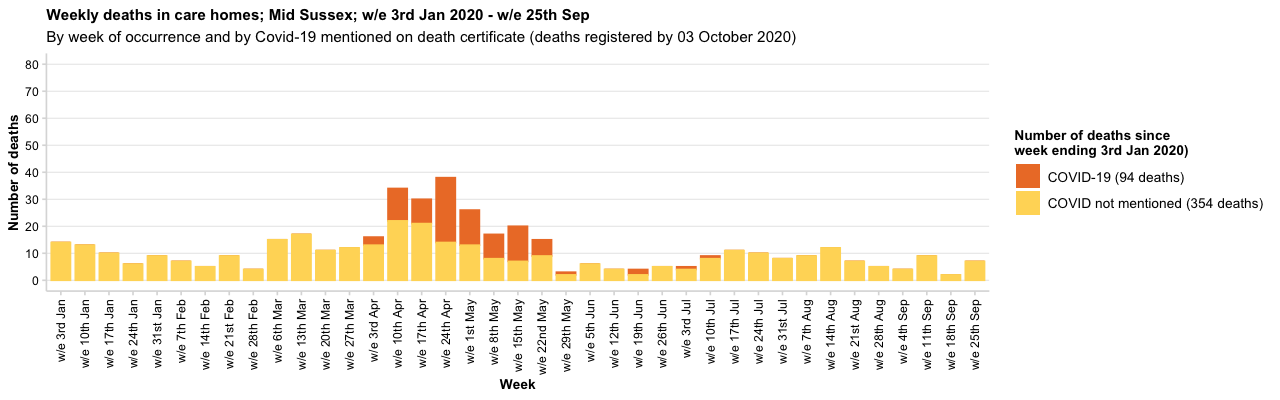 Weekly deaths in care homes; Mid Sussex; w/e 3rd Jan 2020 - w/e 25th Sep
By week of occurrence and by Covid-19 mentioned on death certificate (deaths registered by 03 October 2020)
Number of deaths
80
70
60
50
40
30
20
10
0
w/e 3rd Jan
w/e 10th Jan
w/e 17th Jan
w/e 24th Jan
w/e 31st Jan
w/e 7th Feb
w/e 14th Feb
w/e 21st Feb
w/e 28th Feb
w/e 6th Mar
w/e 13th Mar
w/e 20th Mar
w/e 27th Mar
w/e 3rd Apr
w/e 10th Apr
w/e 17th Apr
w/e 24th Apr
w/e 1st May
w/e 8th May
w/e 15th May
w/e 22nd May
w/e 29th May
w/e 5th Jun
w/e 12th Jun
w/e 19th Jun
w/e 26th Jun
w/e 3rd Jul
w/e 10th Jul
w/e 17th Jul
w/e 24th Jul
w/e 31st Jul
w/e 7th Aug
w/e 14th Aug
w/e 21st Aug
w/e 28th Aug
w/e 4th Sep
w/e 11th Sep
w/e 18th Sep
w/e 25th Sep
Week
Number of deaths since
week ending 3rd Jan 2020)
COVID-19 (94 deaths)
COVID not mentioned (354 deaths)